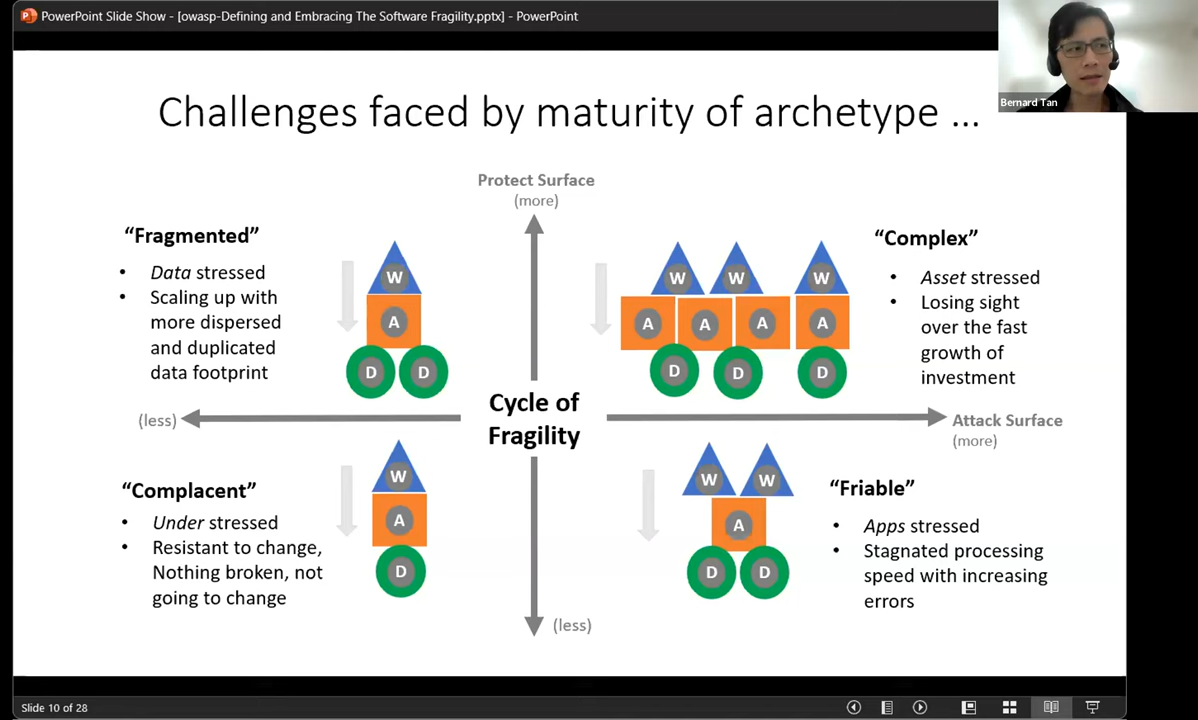 PowerPoint Slide Show - [owasp-Defining and Embracing The Software Fragility.pptx] - PowerPoint
Bernard Tan
Challenges faced by maturity of archetype ...
Protect Surface
(more)
“Fragmented”
• Data stressed
• Scaling up with
more dispersed
and duplicated
data footprint
W
A
D D
“Complex”
• Asset stressed
• Losing sight
over the fast
growth of
investment
W W W
A A A A
D D D
(less)
Cycle of
Fragility
Attack Surface
(more)
“Complacent”
• Under stressed
• Resistant to change,
Nothing broken, not
going to change
W
A
D
“Friable”
• Apps stressed
• Stagnated processing
speed with increasing
errors
W W
A
D D
(less)
Slide 10 of 28